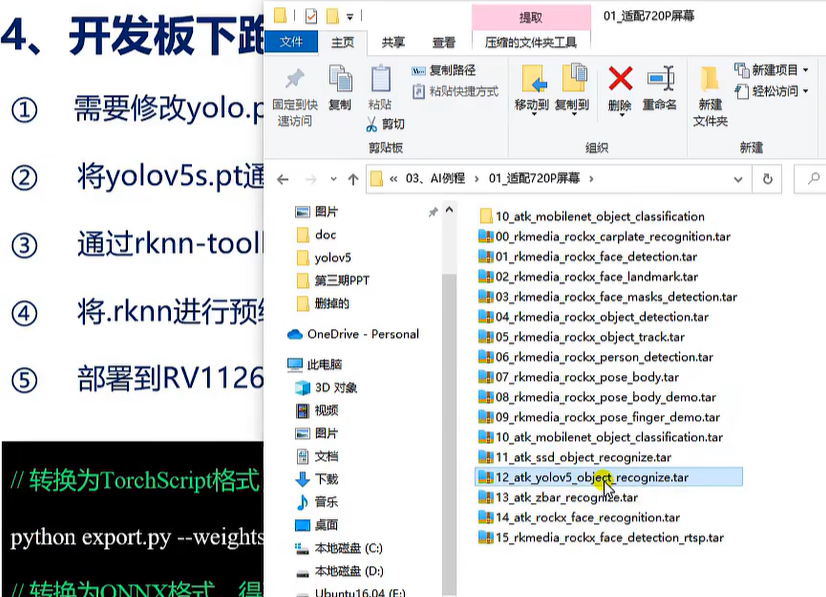 4、开发板下跑
① 需要修改yolo.p
② 将yolov5s.pt通
③ 通过rknn-tool
④ 将.rknn进行预编
⑤ 部署到RV1126
// 转换为TorchScript格式
python export.py --weights
// 转换为ONNX格式，得
提取
01_适配720P屏幕
文件 主页 共享 查看 压缩的文件夹工具
固定到快速访问
复制
粘贴
复制路径
粘贴快捷方式
剪切
剪贴板
移动到 复制到 删除 重命名
组织
新建文件夹
新建项目
轻松访问
新建
« 03、AI例程 › 01_适配720P屏幕 ›
图片
doc
yolov5
第三期PPT
删掉的
OneDrive - Personal
此电脑
3D 对象
视频
图片
文档
下载
音乐
桌面
本地磁盘 (C:)
本地磁盘 (D:)
Ubuntu16.04 (E:)
10_atk_mobilenet_object_classification
00_rkmedia_rockx_carplate_recognition.tar
01_rkmedia_rockx_face_detection.tar
02_rkmedia_rockx_face_landmark.tar
03_rkmedia_rockx_face_masks_detection.tar
04_rkmedia_rockx_object_detection.tar
05_rkmedia_rockx_object_track.tar
06_rkmedia_rockx_person_detection.tar
07_rkmedia_rockx_pose_body.tar
08_rkmedia_rockx_pose_body_demo.tar
09_rkmedia_rockx_pose_finger_demo.tar
10_atk_mobilenet_object_classification.tar
11_atk_ssd_object_recognize.tar
12_atk_yolov5_object_recognize.tar
13_atk_zbar_recognize.tar
14_atk_rockx_face_recognition.tar
15_rkmedia_rockx_face_detection_rtsp.tar